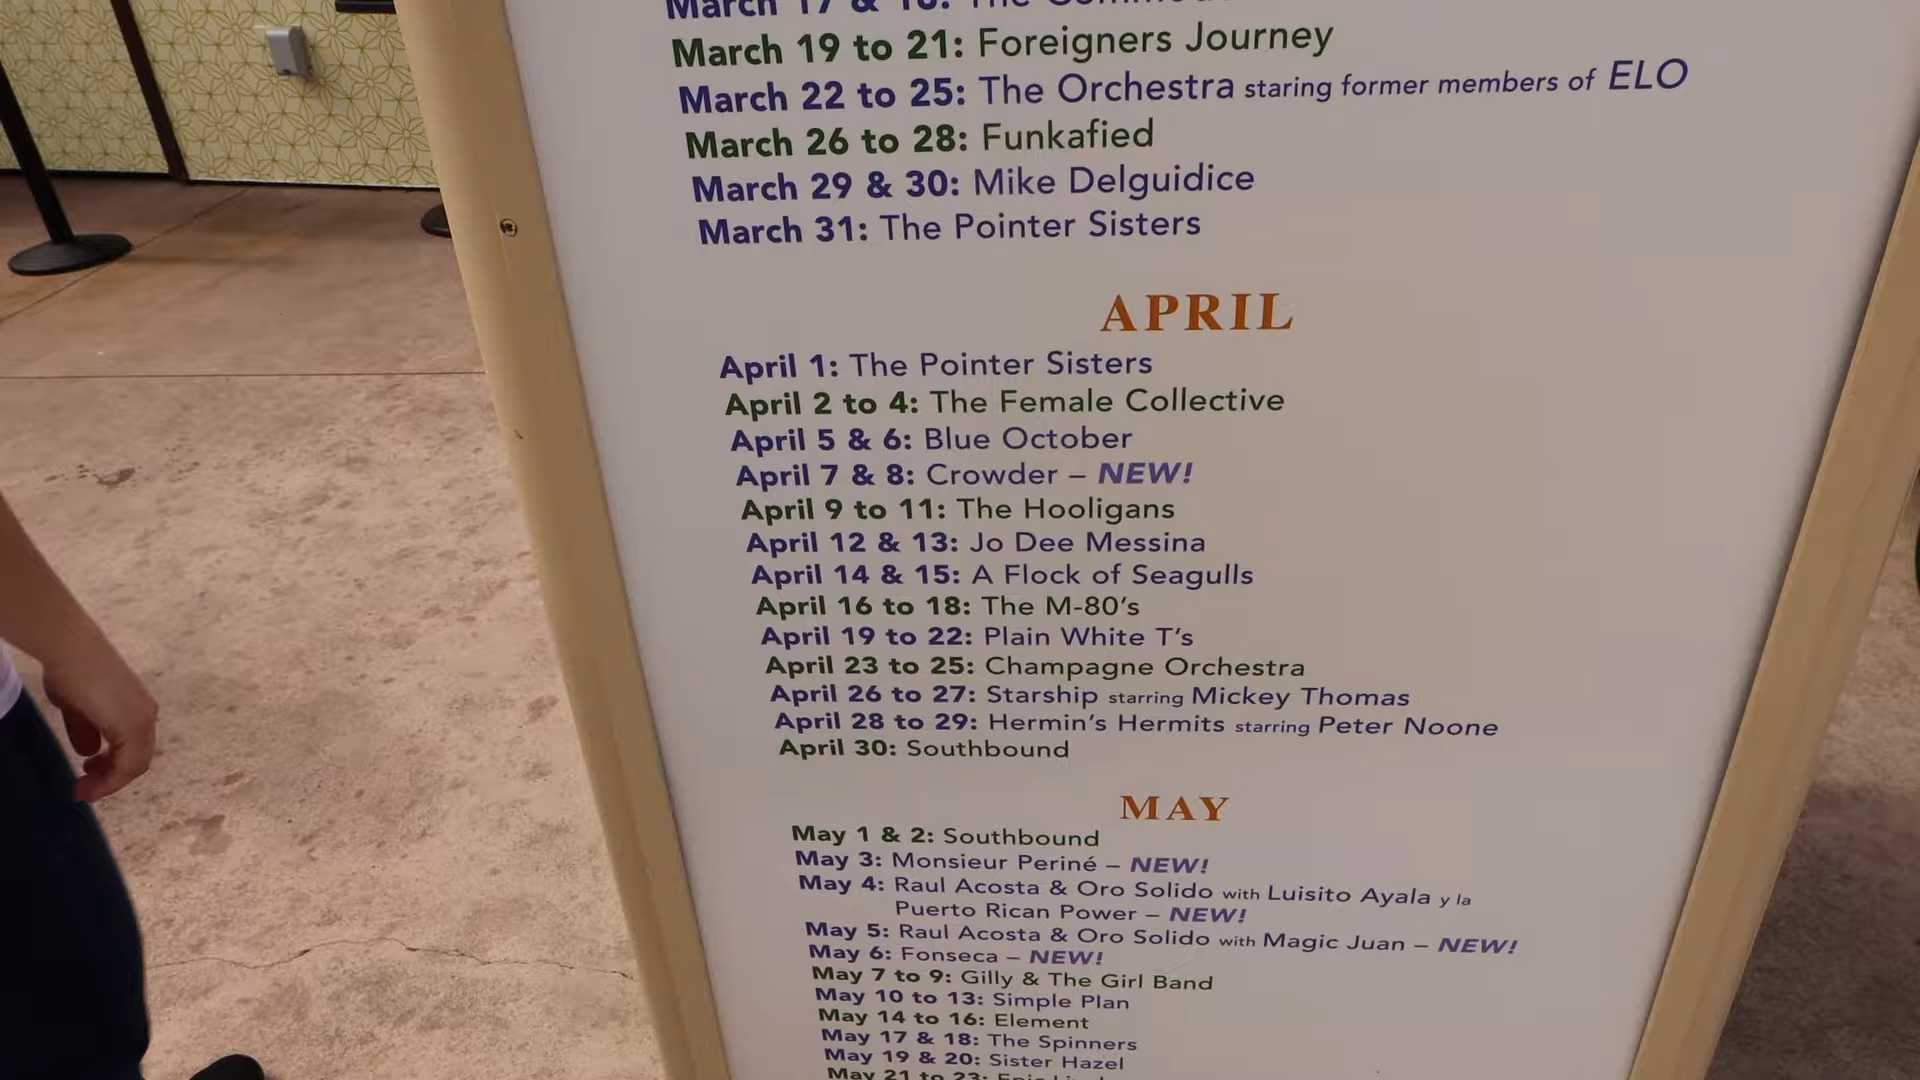 March 17 & 18: The
March 19 to 21: Foreigners Journey
March 22 to 25: The Orchestra staring former members of ELO
March 26 to 28: Funkafied
March 29 & 30: Mike Delguidice
March 31: The Pointer Sisters
APRIL
April 1: The Pointer Sisters
April 2 to 4: The Female Collective
April 5 & 6: Blue October
April 7 & 8: Crowder – NEW!
April 9 to 11: The Hooligans
April 12 & 13: Jo Dee Messina
April 14 & 15: A Flock of Seagulls
April 16 to 18: The M-80's
April 19 to 22: Plain White T's
April 23 to 25: Champagne Orchestra
April 26 to 27: Starship starring Mickey Thomas
April 28 to 29: Hermin's Hermits starring Peter Noone
April 30: Southbound
MAY
May 1 & 2: Southbound
May 3: Monsieur Periné – NEW!
May 4: Raul Acosta & Oro Solido with Luisito Ayala y la
Puerto Rican Power – NEW!
May 5: Raul Acosta & Oro Solido with Magic Juan – NEW!
May 6: Fonseca – NEW!
May 7 to 9: Gilly & The Girl Band
May 10 to 13: Simple Plan
May 14 to 16: Element
May 17 & 18: The Spinners
May 19 & 20: Sister Hazel
May 21 to 23: